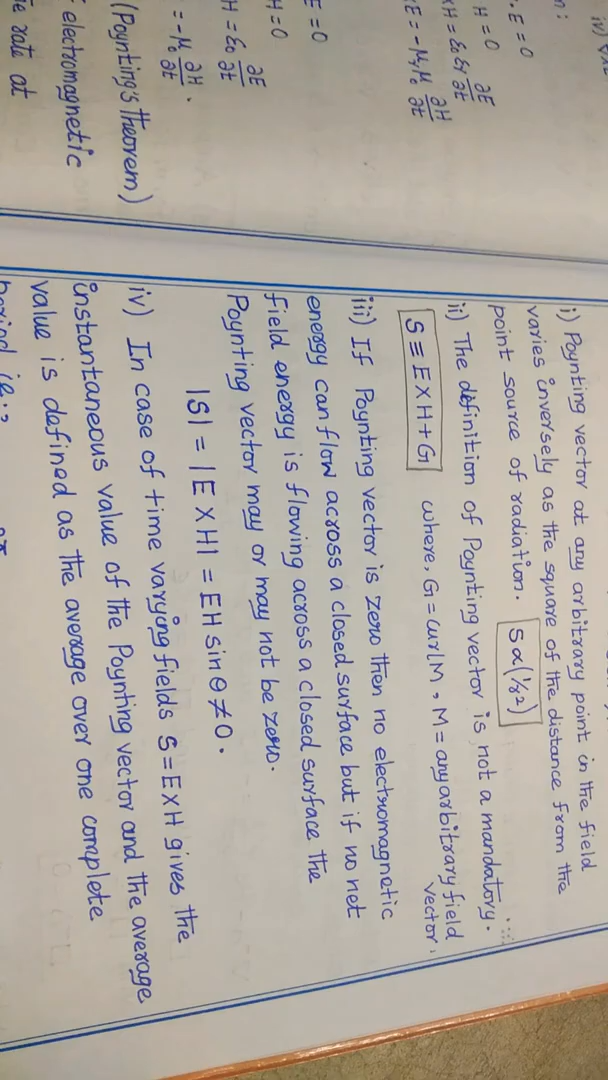 iv)
. E = 0
H = 0
XH = ε₀ εγ ∂E/∂t
XE = -μγμ₀ ∂H/∂t
E = 0
H = 0
H = ε₀ ∂E/∂t
= -μ₀ ∂H/∂t .
(Poynting's Theorem)
electromagnetic
rate at
i) Poynting vector at any arbitrary point in the field
varies inversely as the square of the distance from the
point source of radiation. S α (1/r²)
ii) The definition of Poynting vector is not a mandatory.
S ≡ E X H + G where, G = curl M , M = any arbitrary field
vector.
iii) If Poynting vector is zero then no electromagnetic
energy can flow across a closed surface but if no net
field energy is flowing across a closed surface the
Poynting vector may or may not be zero.
|S| = |E X H| = EH sin θ ≠ 0 .
iv) In case of time varying fields S = E X H gives the
instantaneous value of the Poynting vector and the average
value is defined as the average over one complete